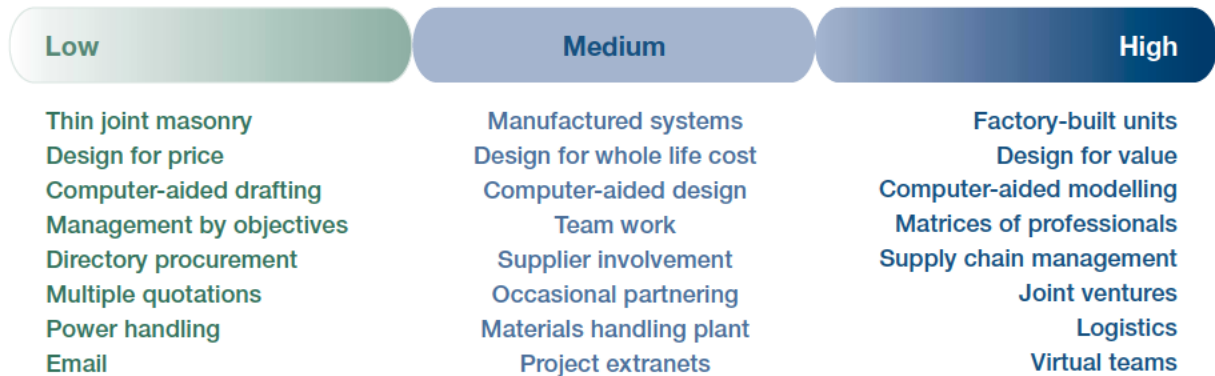 Low Medium High
Thin joint masonry Manufactured systems Factory-built units
Design for price Design for whole life cost Design for value
Computer-aided drafting Computer-aided design Computer-aided modelling
Management by objectives Team work Matrices of professionals
Directory procurement Supplier involvement Supply chain management
Multiple quotations Occasional partnering Joint ventures
Power handling Materials handling plant Logistics
Email Project extranets Virtual teams